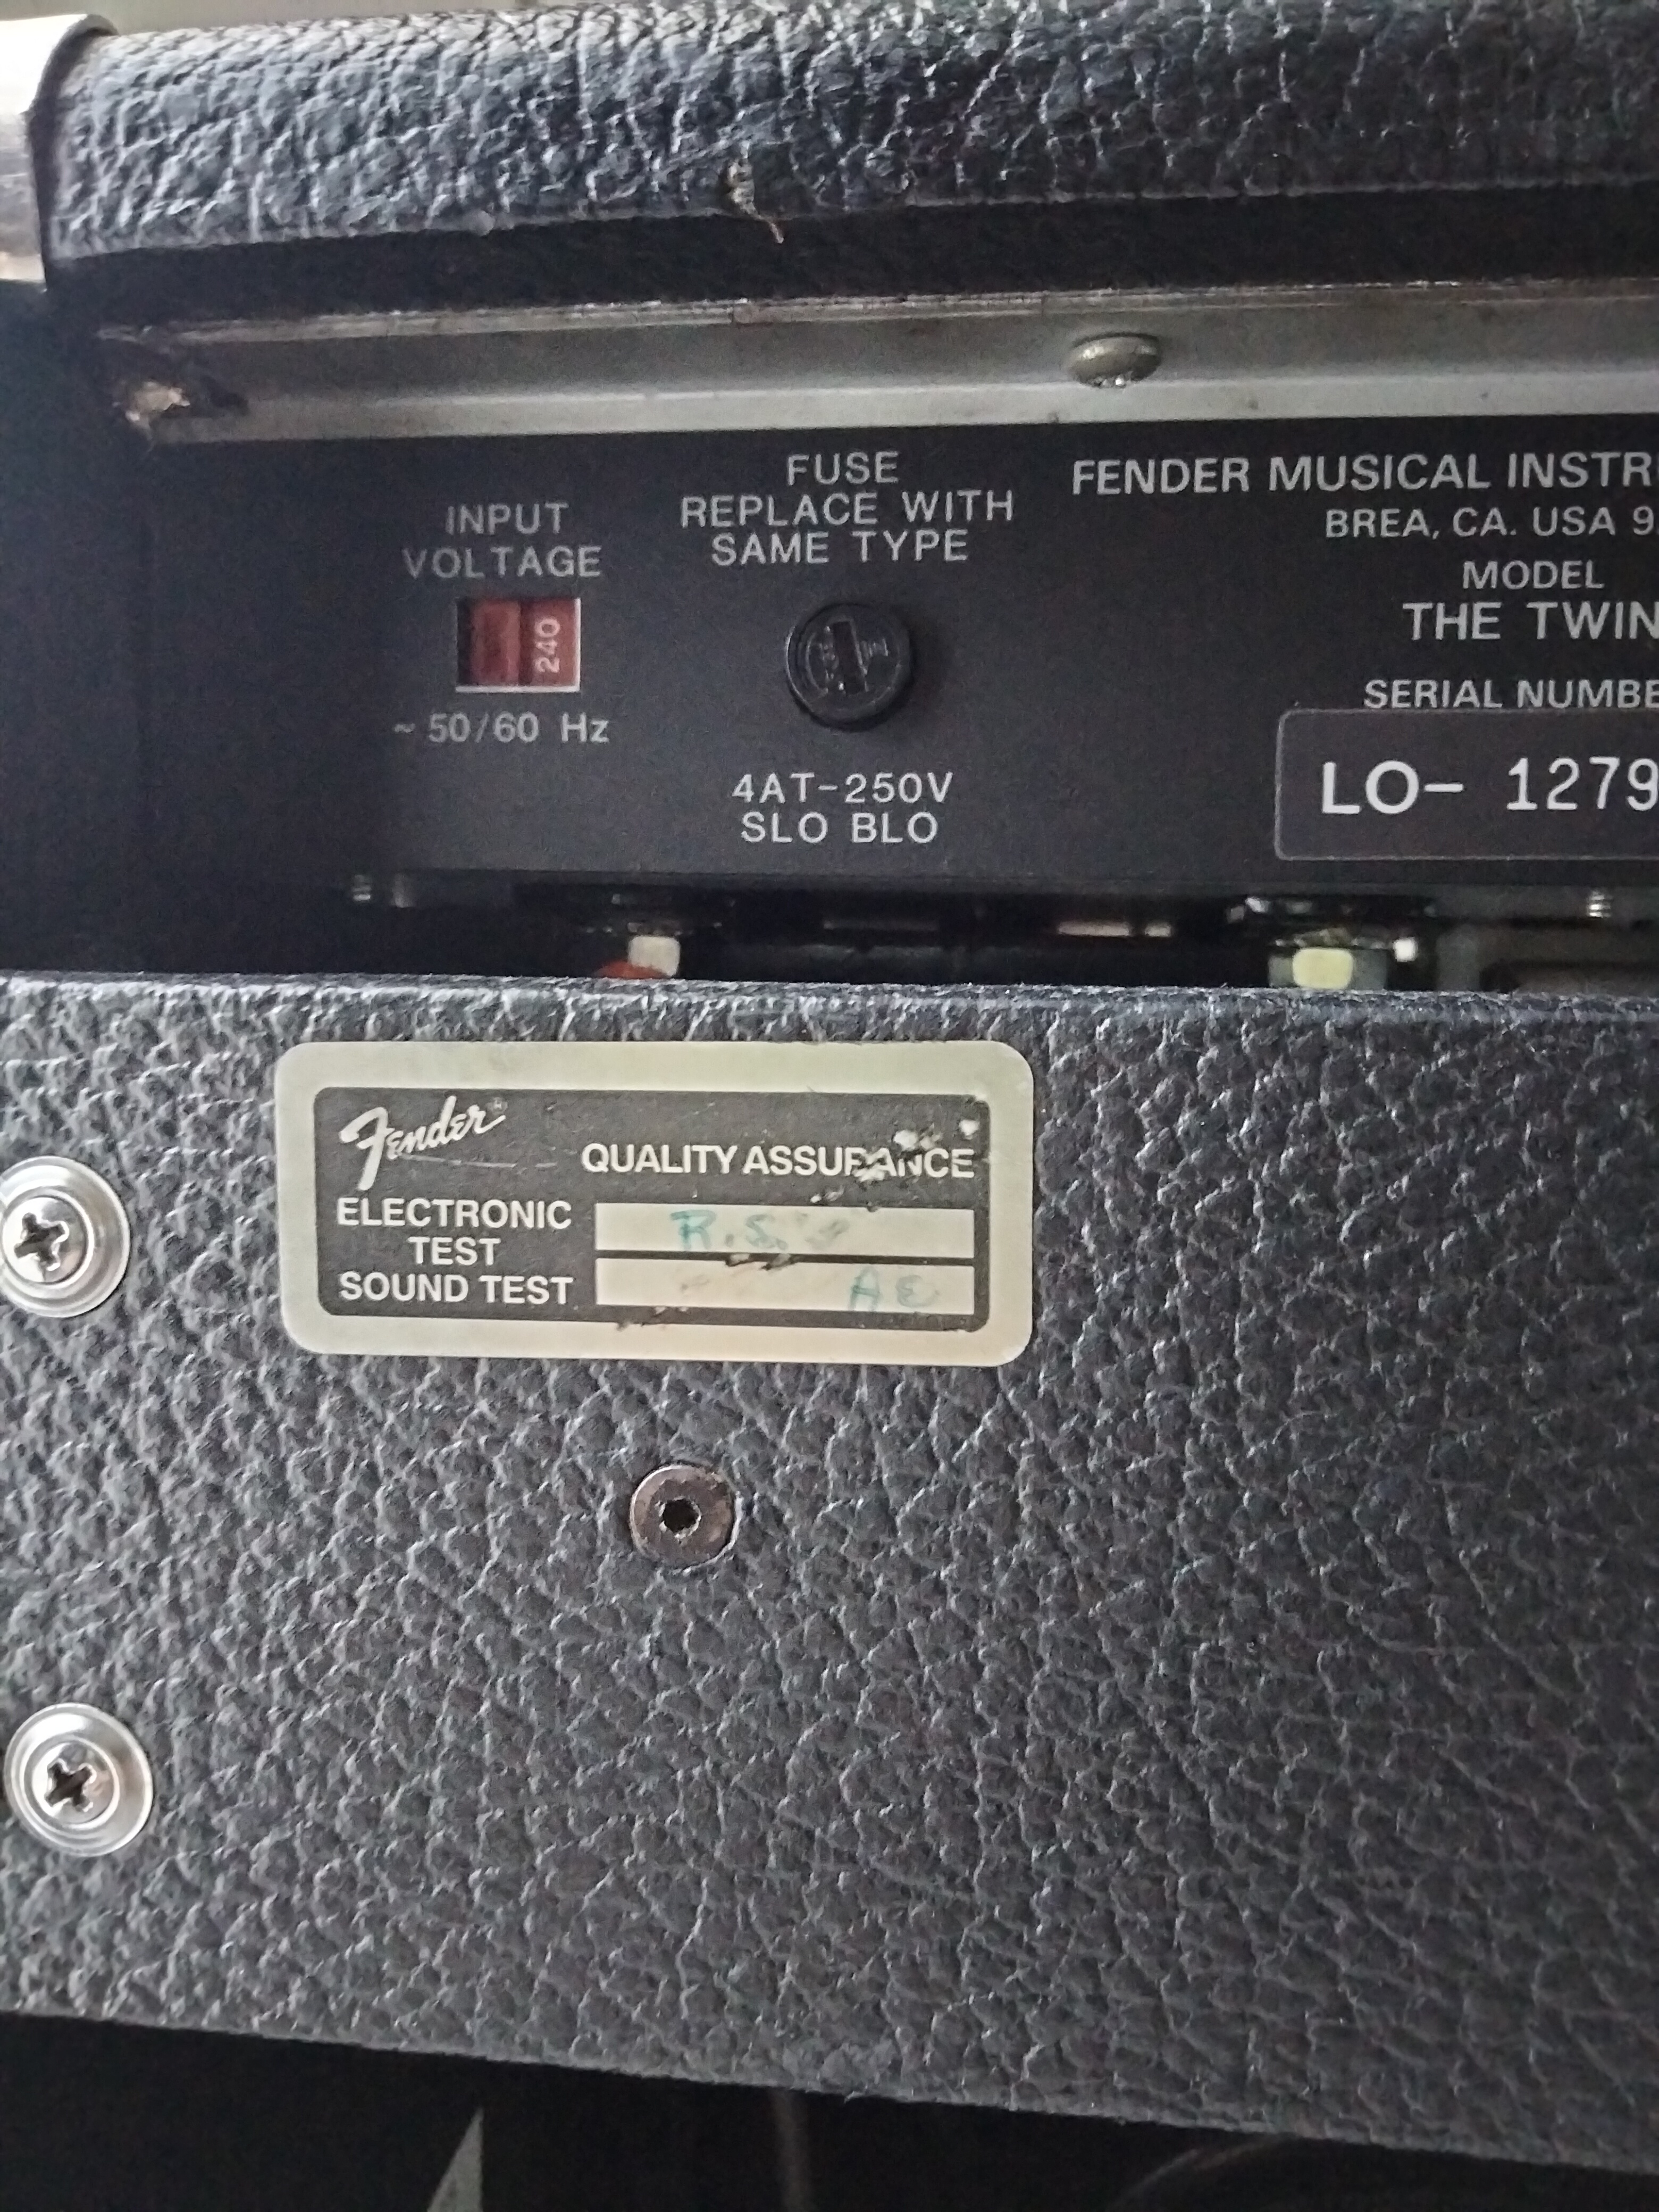 INPUT
VOLTAGE
240
~ 50/60 Hz
FUSE
REPLACE WITH
SAME TYPE
4AT-250V
SLO BLO
FENDER MUSICAL INSTRU
BREA, CA. USA 9
MODEL
THE TWIN
SERIAL NUMBE
LO- 1279
Fender®
QUALITY ASSURANCE
ELECTRONIC
TEST
R.S.
SOUND TEST
AE